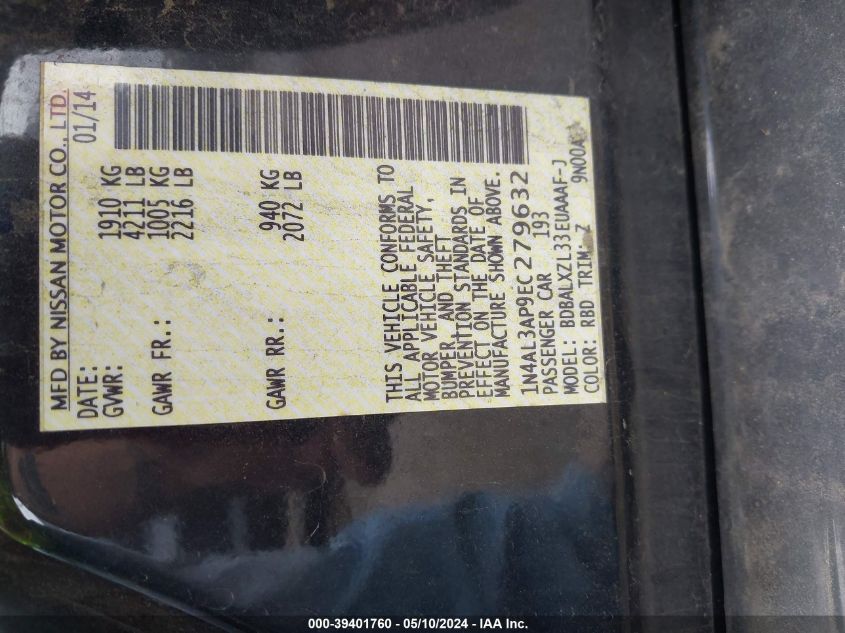 MFD BY NISSAN MOTOR CO., LTD.
DATE: 01/14
GVWR: 1910 KG
4211 LB
GAWR FR.: 1005 KG
2216 LB
GAWR RR.: 940 KG
2072 LB
THIS VEHICLE CONFORMS TO
ALL APPLICABLE FEDERAL
MOTOR VEHICLE SAFETY,
BUMPER AND THEFT
PREVENTION STANDARDS IN
EFFECT ON THE DATE OF
MANUFACTURE SHOWN ABOVE.
1N4AL3AP9EC279632
PASSENGER CAR 193
MODEL: BDBALXZL33EUAAAF-J
COLOR: RBD TRIM: Z
000-39401760 - 05/10/2024 - IAA Inc.